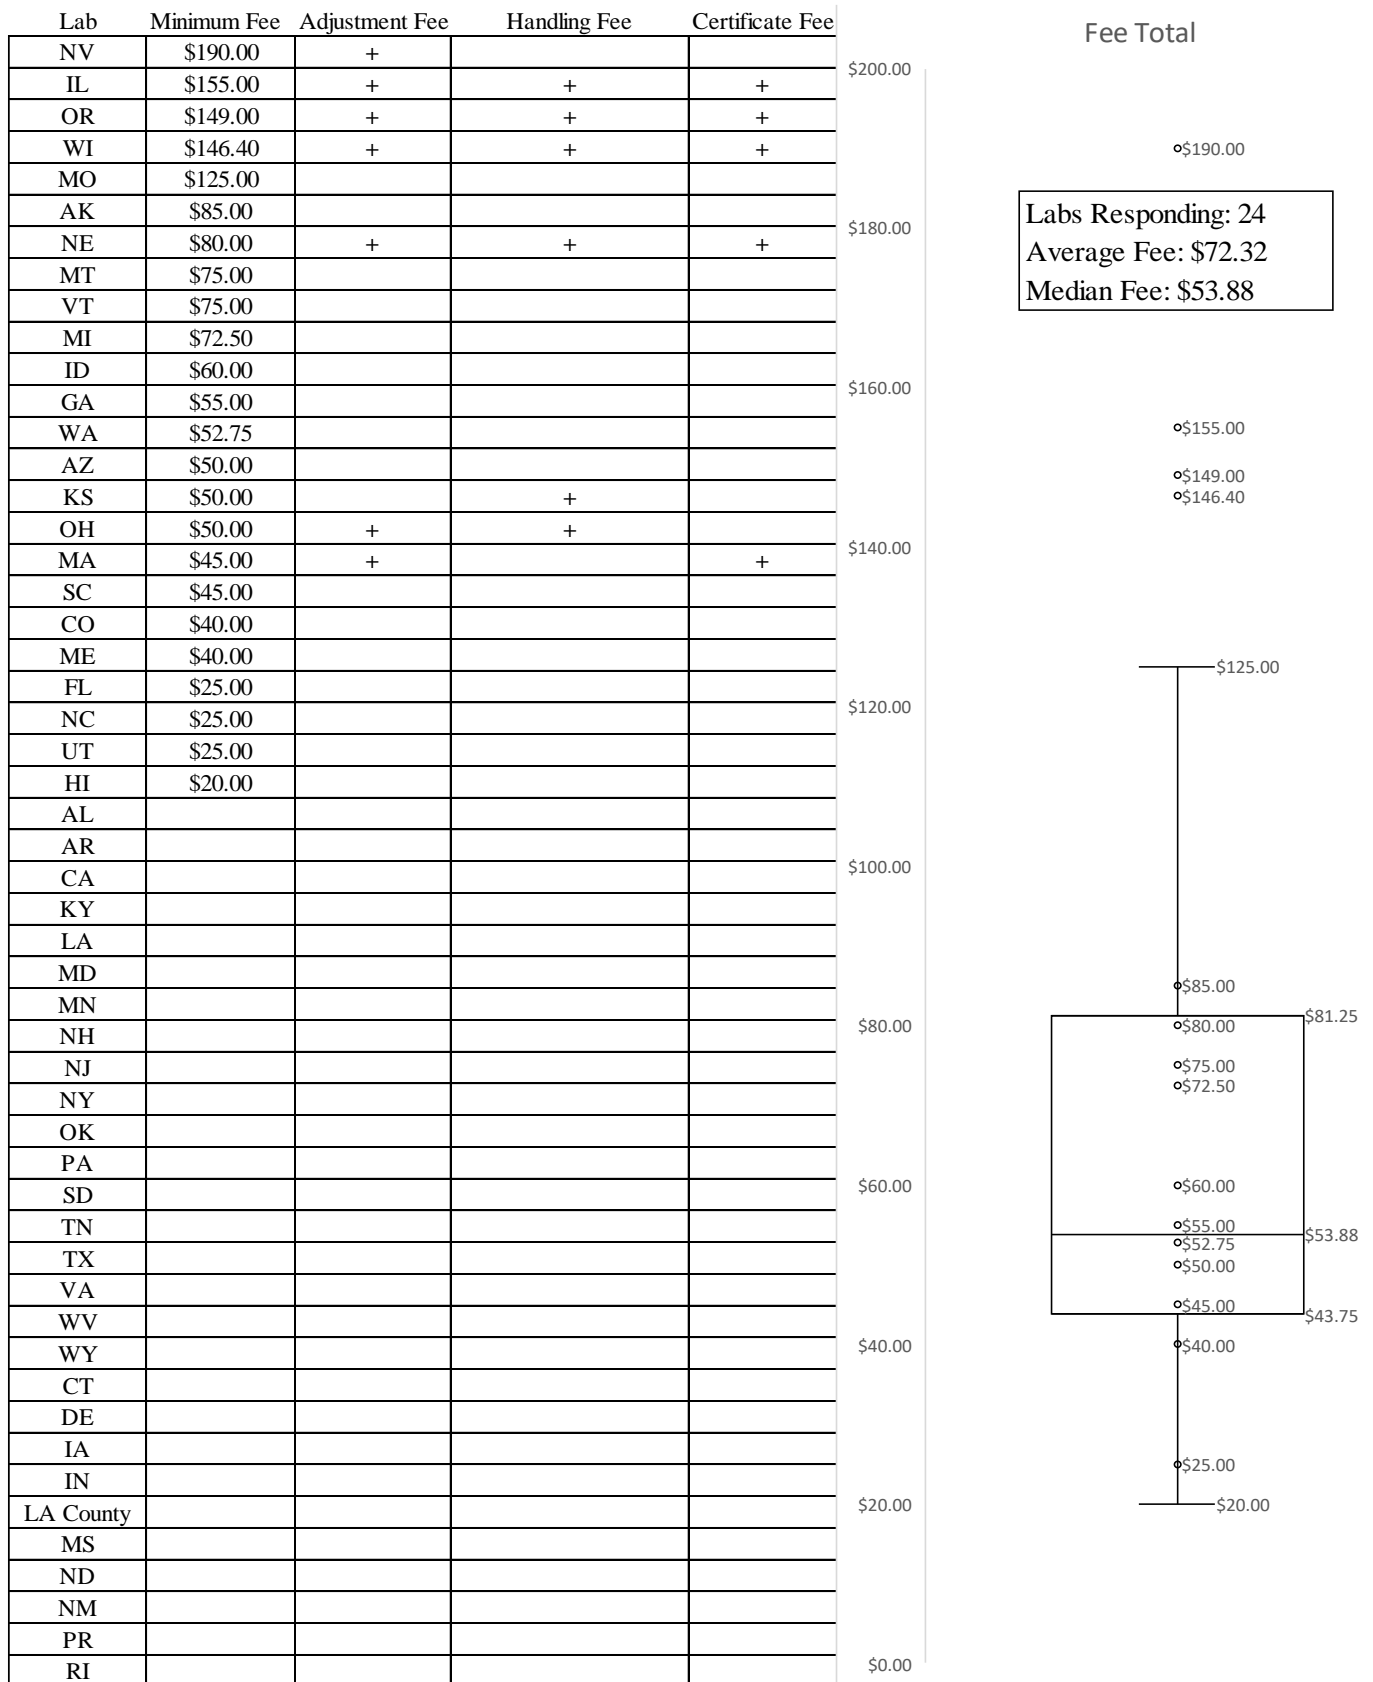 Lab Minimum Fee Adjustment Fee Handling Fee Certificate Fee
NV $190.00 +
IL $155.00 + + +
OR $149.00 + + +
WI $146.40 + + +
MO $125.00
AK $85.00
NE $80.00 + + +
MT $75.00
VT $75.00
MI $72.50
ID $60.00
GA $55.00
WA $52.75
AZ $50.00
KS $50.00 +
OH $50.00 + +
MA $45.00 + +
SC $45.00
CO $40.00
ME $40.00
FL $25.00
NC $25.00
UT $25.00
HI $20.00
AL
AR
CA
KY
LA
MD
MN
NH
NJ
NY
OK
PA
SD
TN
TX
VA
WV
WY
CT
DE
IA
IN
LA County
MS
ND
NM
PR
RI
Fee Total
$200.00
$180.00
$160.00
$140.00
$120.00
$100.00
$80.00
$60.00
$40.00
$20.00
$0.00
$190.00
Labs Responding: 24
Average Fee: $72.32
Median Fee: $53.88
$155.00
$149.00
$146.40
$125.00
$85.00
$81.25
$80.00
$75.00
$72.50
$60.00
$55.00
$53.88
$52.75
$50.00
$45.00
$43.75
$40.00
$25.00
$20.00